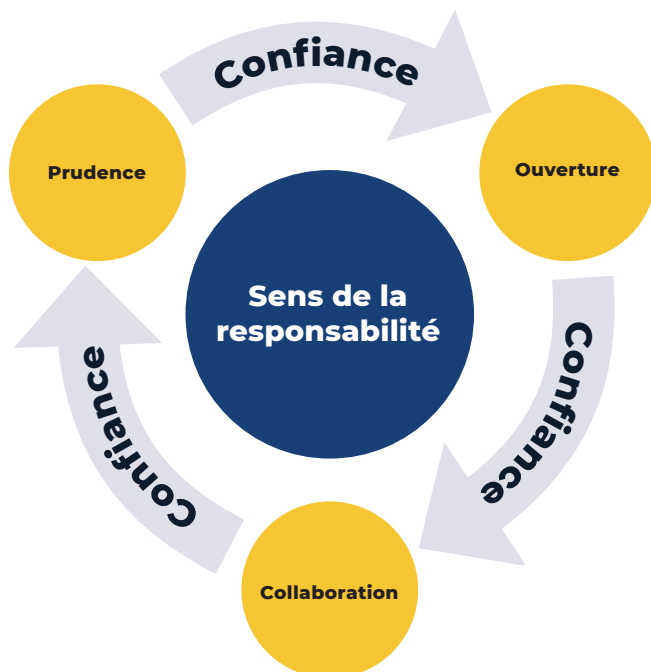 Confiance
Prudence
Ouverture
Sens de la
responsabilité
Confiance
Confiance
Collaboration